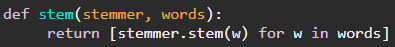 def stem(stemmer, words):
    return [stemmer.stem(w) for w in words]